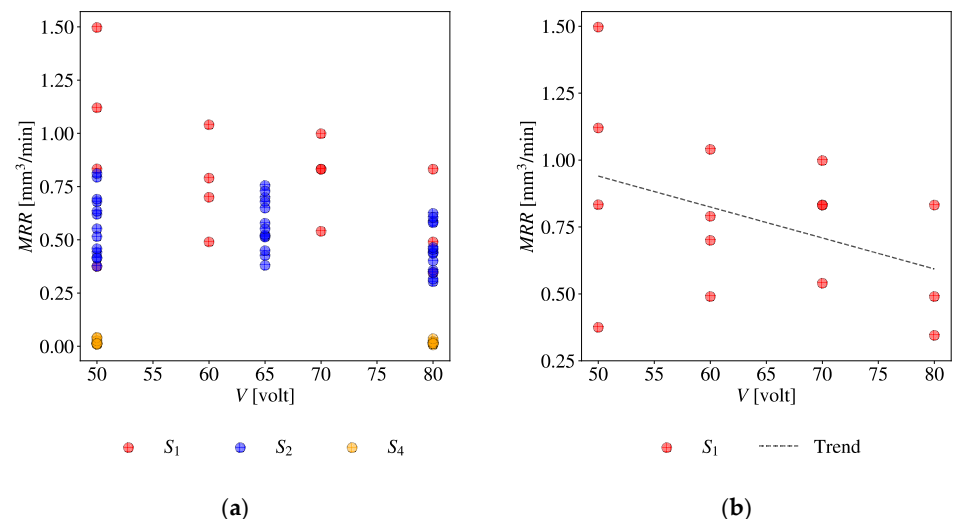 1.50
1.25
1.00
0.75
0.50
0.25
0.00
MRR [mm³/min]
50 55 60 65 70 75 80
V [volt]
S₁ S₂ S₄
(a)
1.50
1.25
1.00
0.75
0.50
0.25
MRR [mm³/min]
50 55 60 65 70 75 80
V [volt]
S₁ Trend
(b)